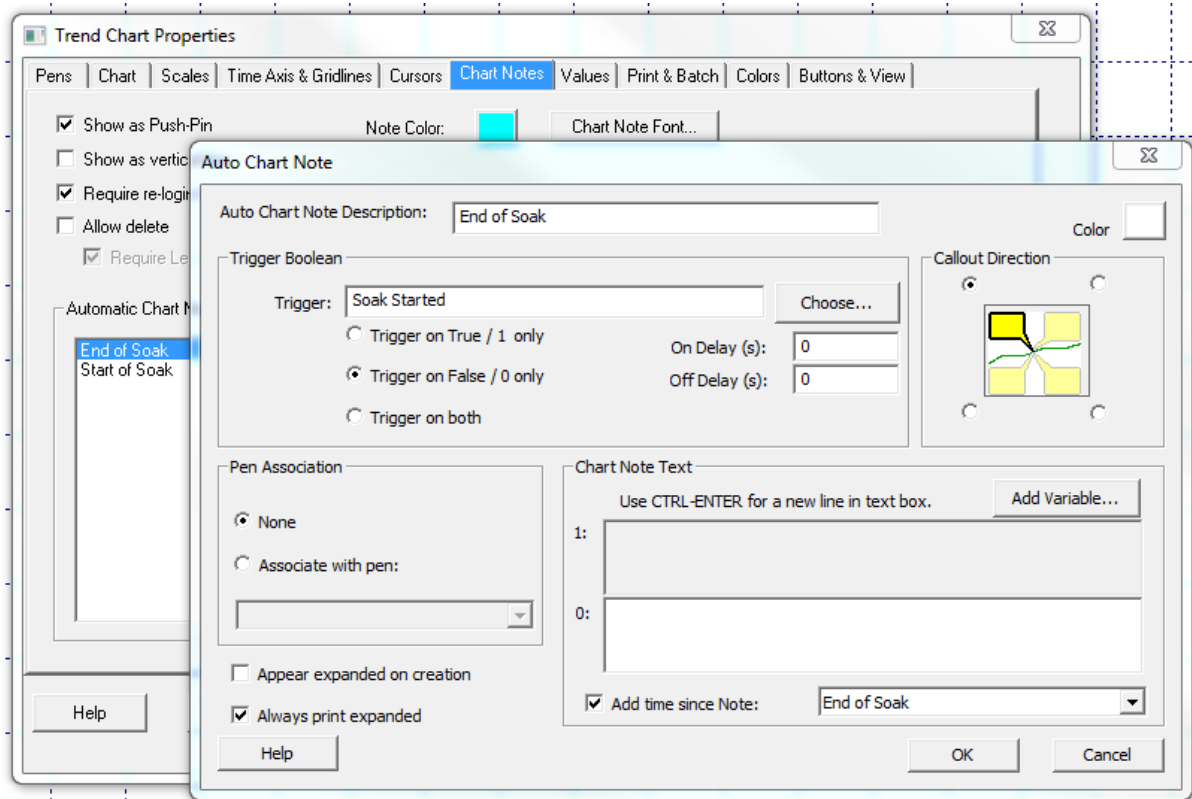 Trend Chart Properties
Pens Chart Scales Time Axis & Gridlines Cursors Chart Notes Values Print & Batch Colors Buttons & View
Show as Push-Pin Note Color: Chart Note Font...
Show as vertic
Require re-login
Allow delete
Require Le
Automatic Chart N
End of Soak
Start of Soak
Help
Auto Chart Note
Auto Chart Note Description: End of Soak Color
Trigger Boolean
Trigger: Soak Started Choose...
Trigger on True / 1 only
On Delay (s): 0
Trigger on False / 0 only
Off Delay (s): 0
Trigger on both
Callout Direction
Pen Association
None
Associate with pen:
Chart Note Text
Use CTRL-ENTER for a new line in text box. Add Variable...
1:
0:
Add time since Note: End of Soak
Appear expanded on creation
Always print expanded
Help OK Cancel